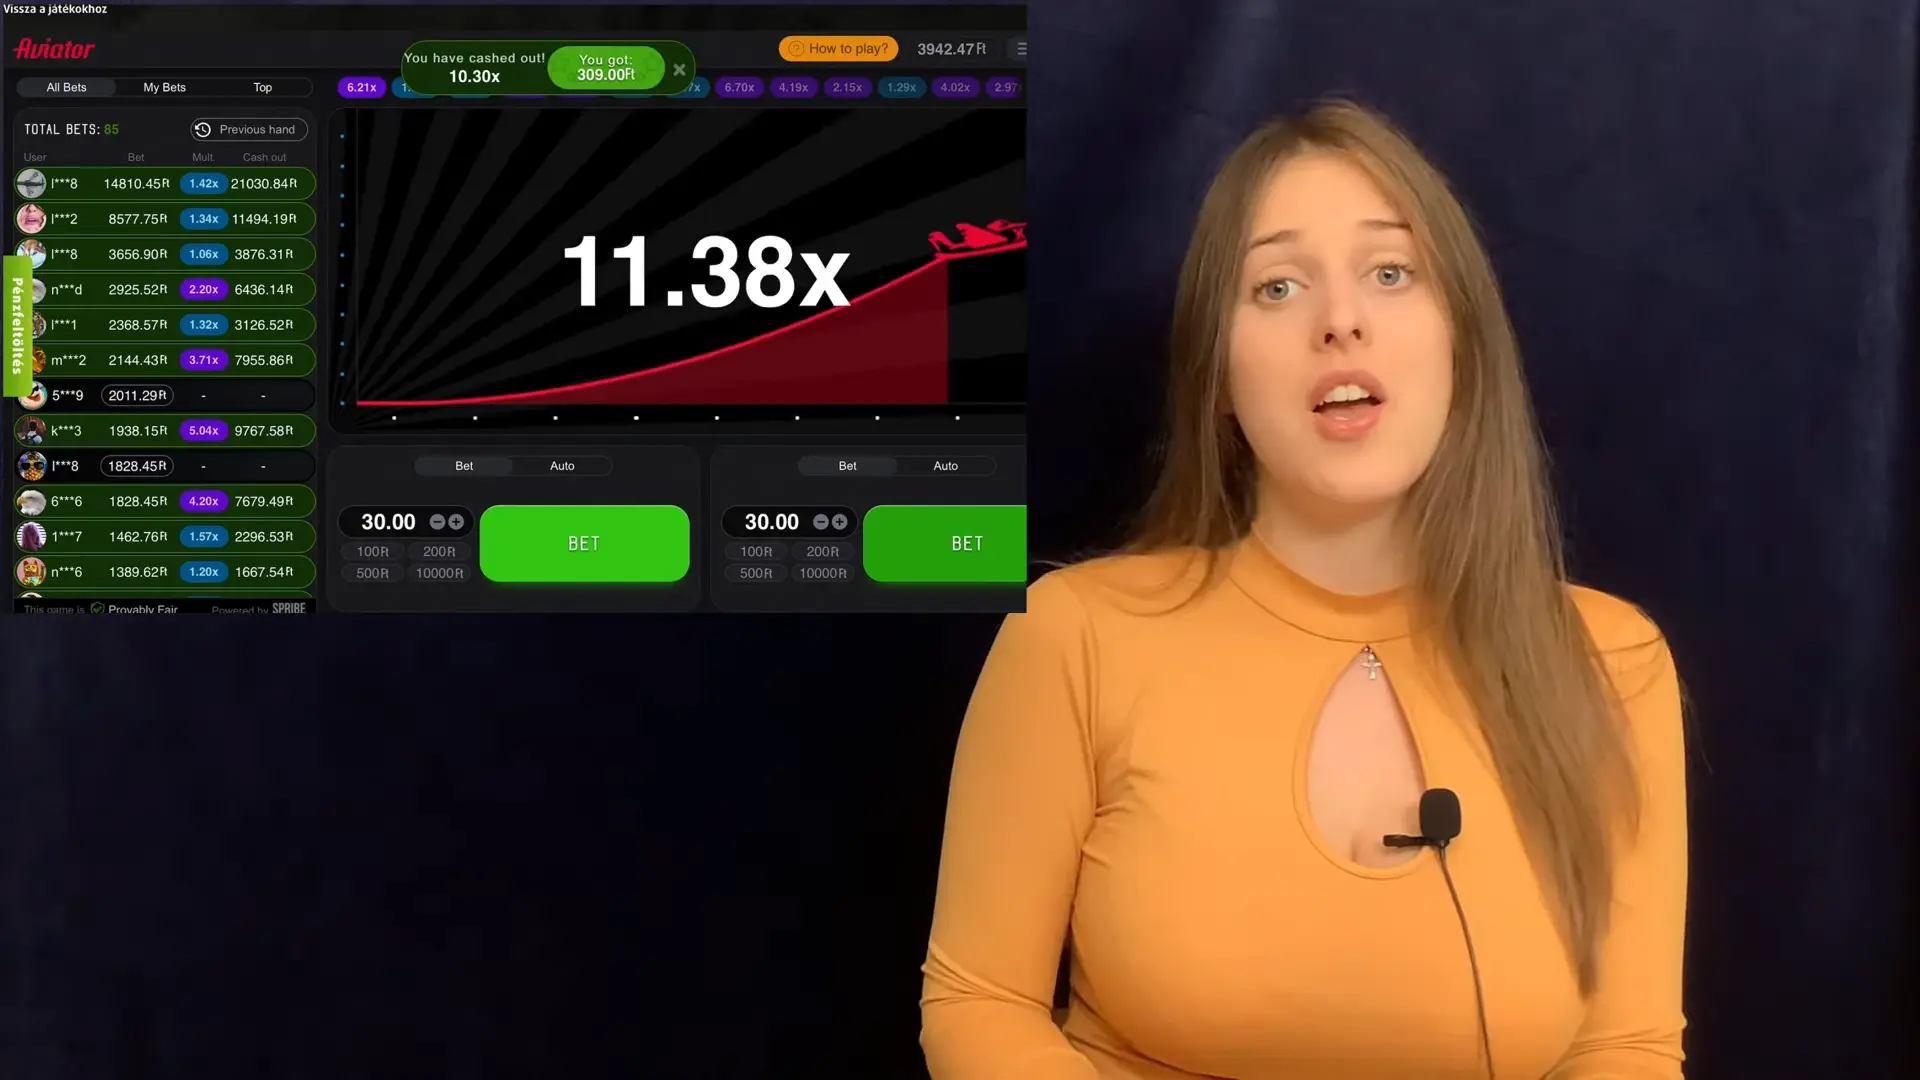 Vissza a játékokhoz
Aviator
You have cashed out!
10.30x
You got:
309.00Ft
How to play?
3942.47Ft
All Bets My Bets Top
6.21x 6.70x 4.19x 2.15x 1.29x 4.02x 2.97
TOTAL BETS: 85
Previous hand
User Bet Mult. Cash out
l***8 14810.45Ft 1.42x 21030.84Ft
l***2 8577.75Ft 1.34x 11494.19Ft
l***8 3656.90Ft 1.06x 3876.31Ft
n***d 2925.52Ft 2.20x 6436.14Ft
l***1 2368.57Ft 1.32x 3126.52Ft
m***2 2144.43Ft 3.71x 7955.86Ft
5***9 2011.29Ft - -
k***3 1938.15Ft 5.04x 9767.58Ft
l***8 1828.45Ft - -
6***6 1828.45Ft 4.20x 7679.49Ft
1***7 1462.76Ft 1.57x 2296.53Ft
n***6 1389.62Ft 1.20x 1667.54Ft
This game is Provably Fair Powered by SPRIBE
Pénzfeltöltés
11.38x
Bet Auto
30.00
100Ft 200Ft
500Ft 10000Ft
BET
Bet Auto
30.00
100Ft 200Ft
500Ft 10000Ft
BET